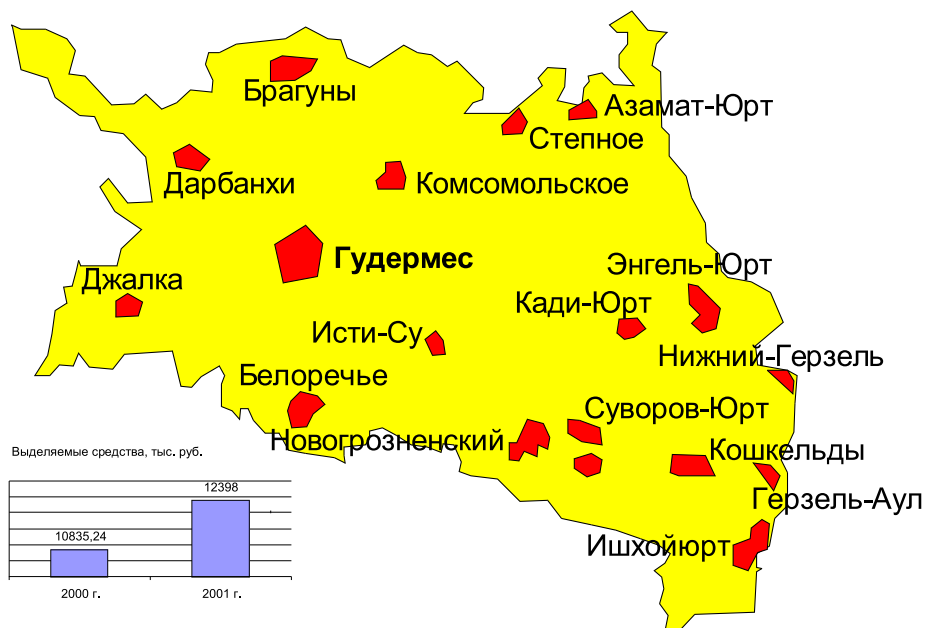 Брагуны
Азамат-Юрт
Степное
Дарбанхи
Комсомольское
Гудермес
Энгель-Юрт
Джалка
Кади-Юрт
Исти-Су
Нижний-Герзель
Белоречье
Суворов-Юрт
Новогрозненский
Кошкельды
Герзель-Аул
Ишхойюрт
Выделяемые средства, тыс. руб.
12398
10835,24
2000 г.
2001 г.